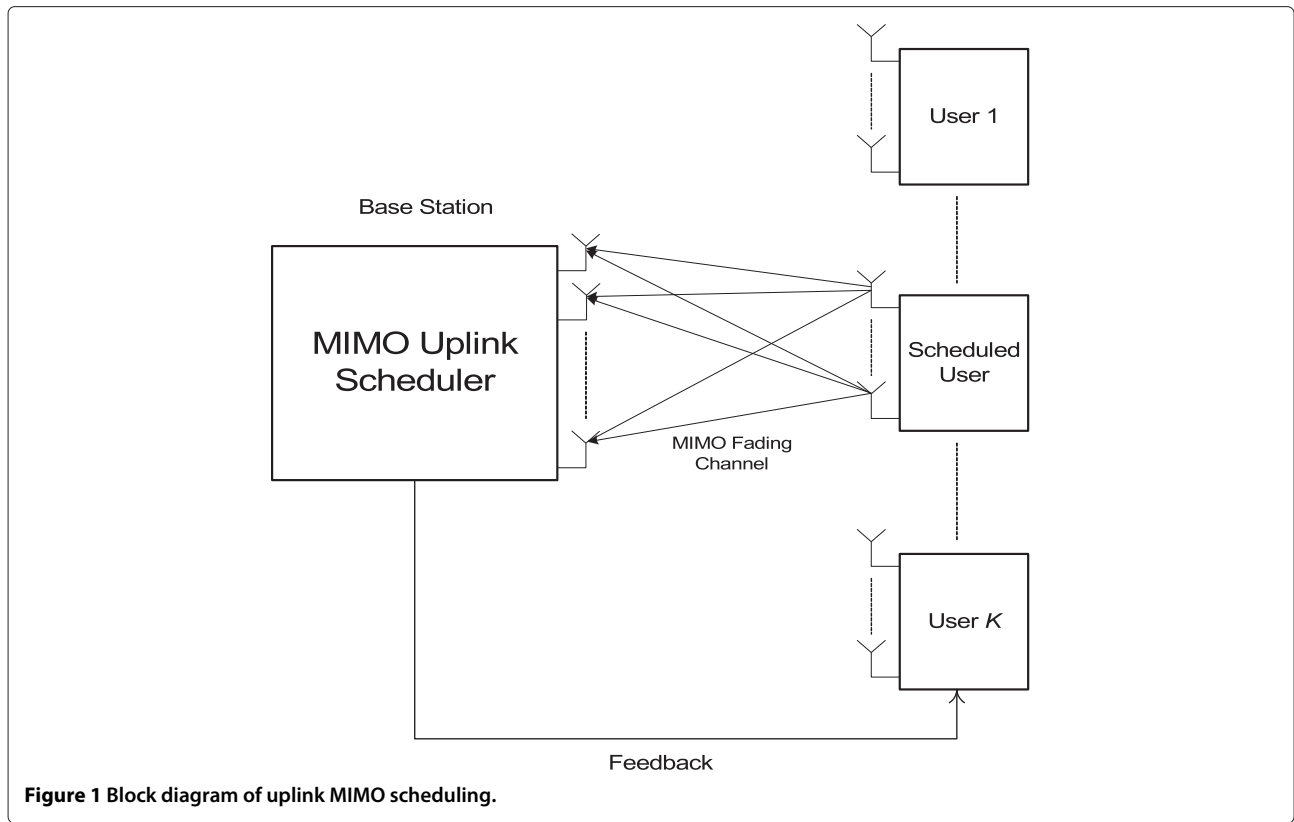 User 1
Base Station
MIMO Uplink
Scheduler
Scheduled
User
MIMO Fading
Channel
User K
Feedback
Figure 1 Block diagram of uplink MIMO scheduling.